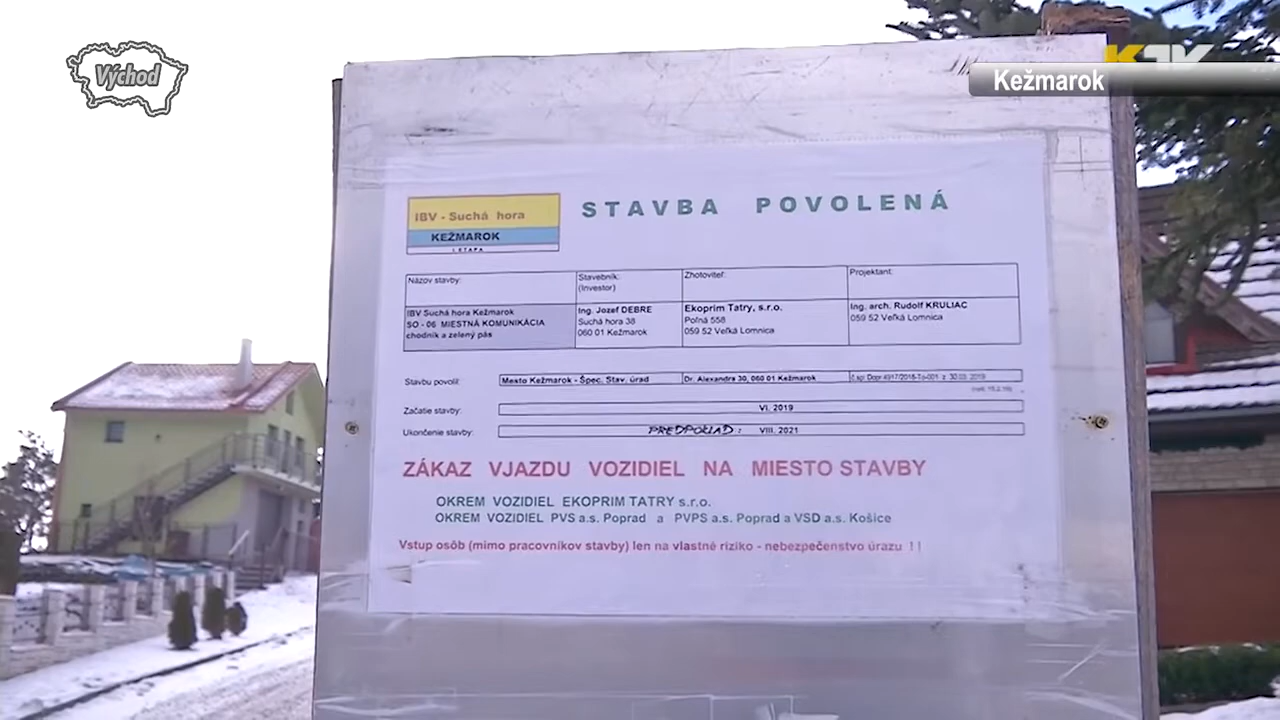 Východ
KTV
Kežmarok
IBV - Suchá hora
KEŽMAROK
I. ETAPA
STAVBA POVOLENÁ
Názov stavby:
Stavebník:
(Investor)
Zhotoviteľ:
Projektant:
IBV Suchá hora Kežmarok
SO - 06 MIESTNA KOMUNIKÁCIA
chodník a zelený pás
Ing. Jozef DEBRE
Suchá hora 38
060 01 Kežmarok
Ekoprim Tatry, s.r.o.
Poľná 558
059 52 Veľká Lomnica
Ing. arch. Rudolf KRULIAC
059 52 Veľká Lomnica
Stavbu povolil: Mesto Kežmarok - Špec. Stav. úrad Dr. Alexandra 30, 060 01 Kežmarok
Začatie stavby: VI. 2019
Ukončenie stavby: PREDPOKLAD: VIII. 2021
ZÁKAZ VJAZDU VOZIDIEL NA MIESTO STAVBY
OKREM VOZIDIEL EKOPRIM TATRY s.r.o.
OKREM VOZIDIEL PVS a.s. Poprad a PVPS a.s. Poprad a VSD a.s. Košice
Vstup osôb (mimo pracovníkov stavby) len na vlastné riziko - nebezpečenstvo úrazu !!